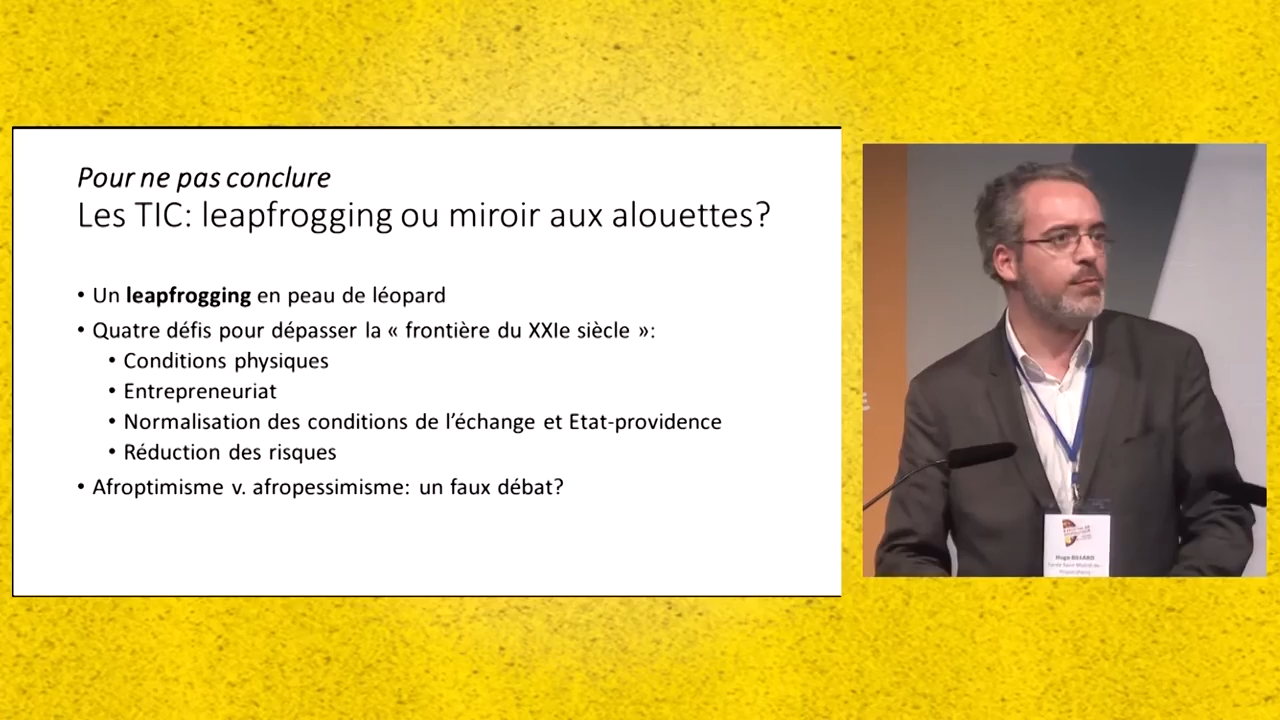 Pour ne pas conclure
Les TIC: leapfrogging ou miroir aux alouettes?
• Un leapfrogging en peau de léopard
• Quatre défis pour dépasser la « frontière du XXIe siècle »:
• Conditions physiques
• Entrepreneuriat
• Normalisation des conditions de l’échange et Etat-providence
• Réduction des risques
• Afroptimisme v. afropessimisme: un faux débat?
E
Hugo BILLARD